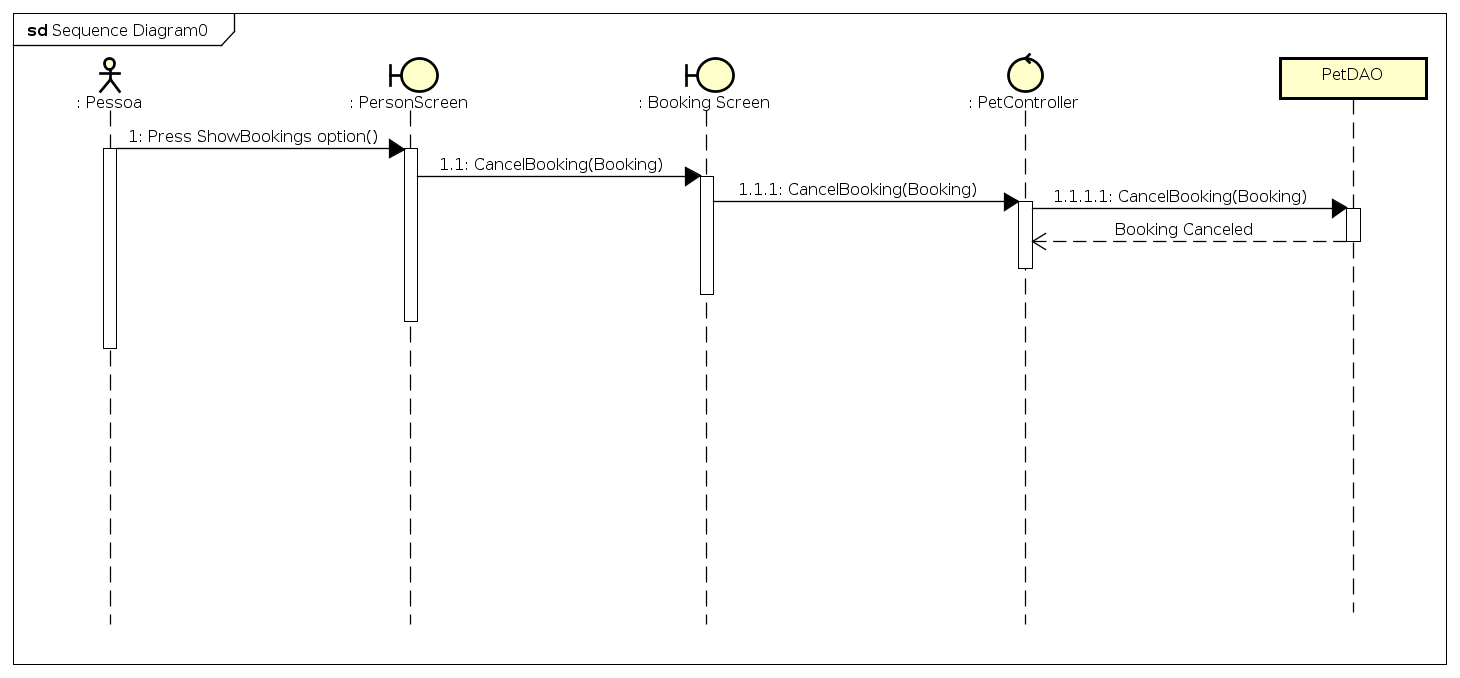 sd Sequence Diagram0
: Pessoa
: PersonScreen
: Booking Screen
: PetController
PetDAO
1: Press ShowBookings option()
1.1: CancelBooking(Booking)
1.1.1: CancelBooking(Booking)
1.1.1.1: CancelBooking(Booking)
Booking Canceled